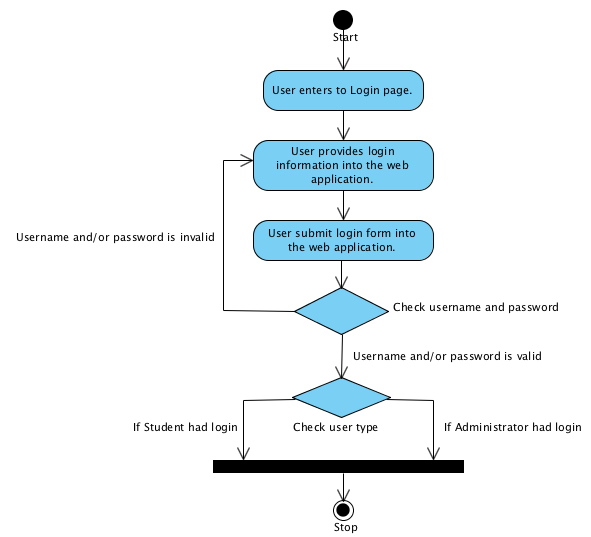 Start
User enters to Login page.
User provides login
information into the web
application.
User submit login form into
the web application.
Username and/or password is invalid
Check username and password
Username and/or password is valid
If Student had login
Check user type
If Administrator had login
Stop